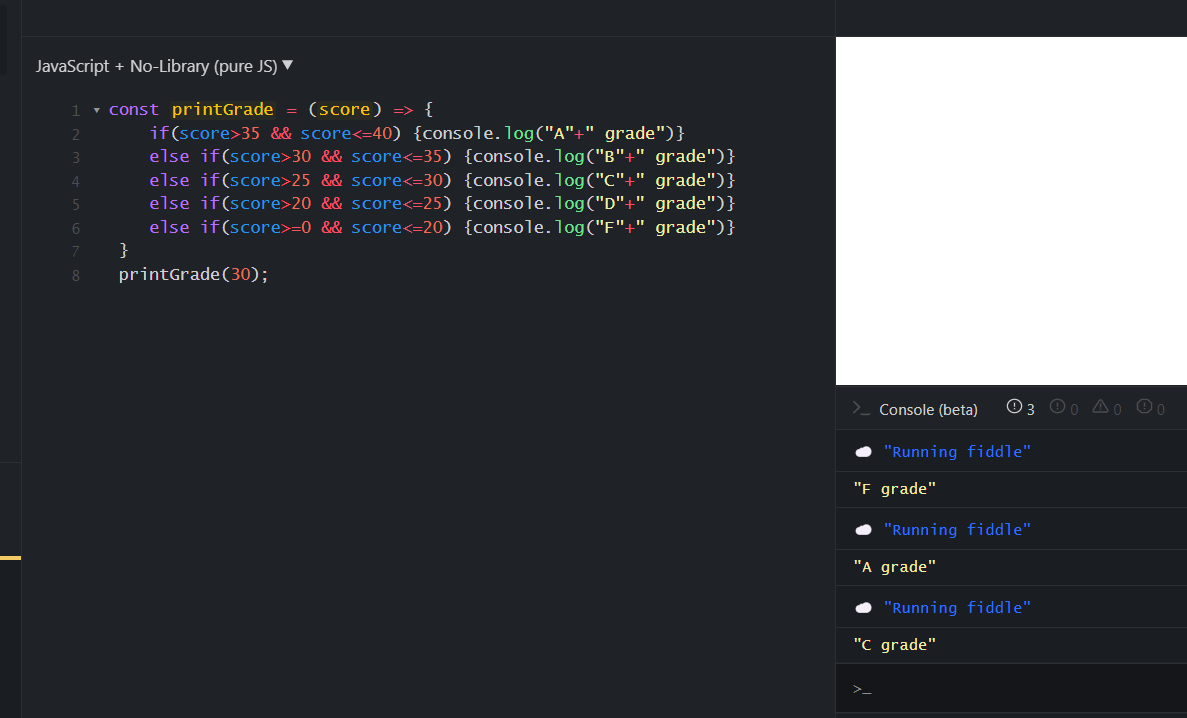 JavaScript + No-Library (pure JS) ▼
1 ▾ const printGrade = (score) => {
2 if(score>35 && score<=40) {console.log("A"+" grade")}
3 else if(score>30 && score<=35) {console.log("B"+" grade")}
4 else if(score>25 && score<=30) {console.log("C"+" grade")}
5 else if(score>20 && score<=25) {console.log("D"+" grade")}
6 else if(score>=0 && score<=20) {console.log("F"+" grade")}
7 }
8 printGrade(30);
>_ Console (beta) 3 0 0 0
"Running fiddle"
"F grade"
"Running fiddle"
"A grade"
"Running fiddle"
"C grade"
>_